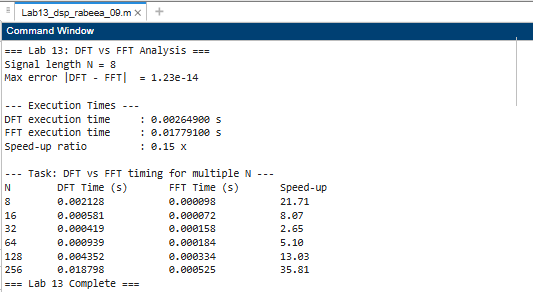 Lab13_dsp_rabeea_09.m × +
Command Window
=== Lab 13: DFT vs FFT Analysis ===
Signal length N = 8
Max error |DFT - FFT|  = 1.23e-14
--- Execution Times ---
DFT execution time     : 0.00264900 s
FFT execution time     : 0.01779100 s
Speed-up ratio         : 0.15 x
--- Task: DFT vs FFT timing for multiple N ---
N       DFT Time (s)      FFT Time (s)      Speed-up
8       0.002128          0.000098          21.71
16      0.000581          0.000072          8.07
32      0.000419          0.000158          2.65
64      0.000939          0.000184          5.10
128     0.004352          0.000334          13.03
256     0.018798          0.000525          35.81
=== Lab 13 Complete ===